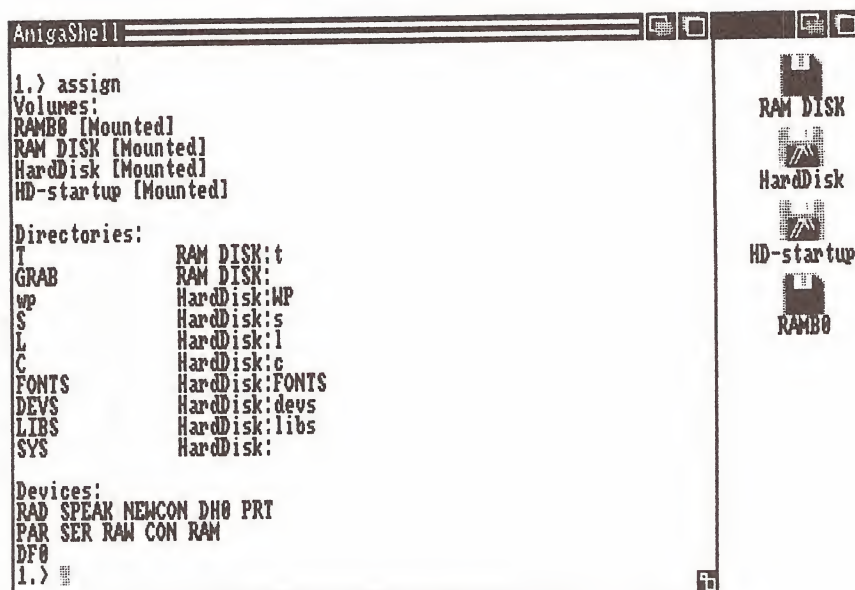 AmigaShell
1.> assign
Volumes:
RAMB0 [Mounted]
RAM DISK [Mounted]
HardDisk [Mounted]
HD-startup [Mounted]
Directories:
T RAM DISK:t
GRAB RAM DISK:
wp HardDisk:WP
S HardDisk:s
L HardDisk:l
C HardDisk:c
FONTS HardDisk:FONTS
DEVS HardDisk:devs
LIBS HardDisk:libs
SYS HardDisk:
Devices:
RAD SPEAK NEWCON DH0 PRT
PAR SER RAW CON RAM
DF0
1.>
RAM DISK
HardDisk
HD-startup
RAMB0